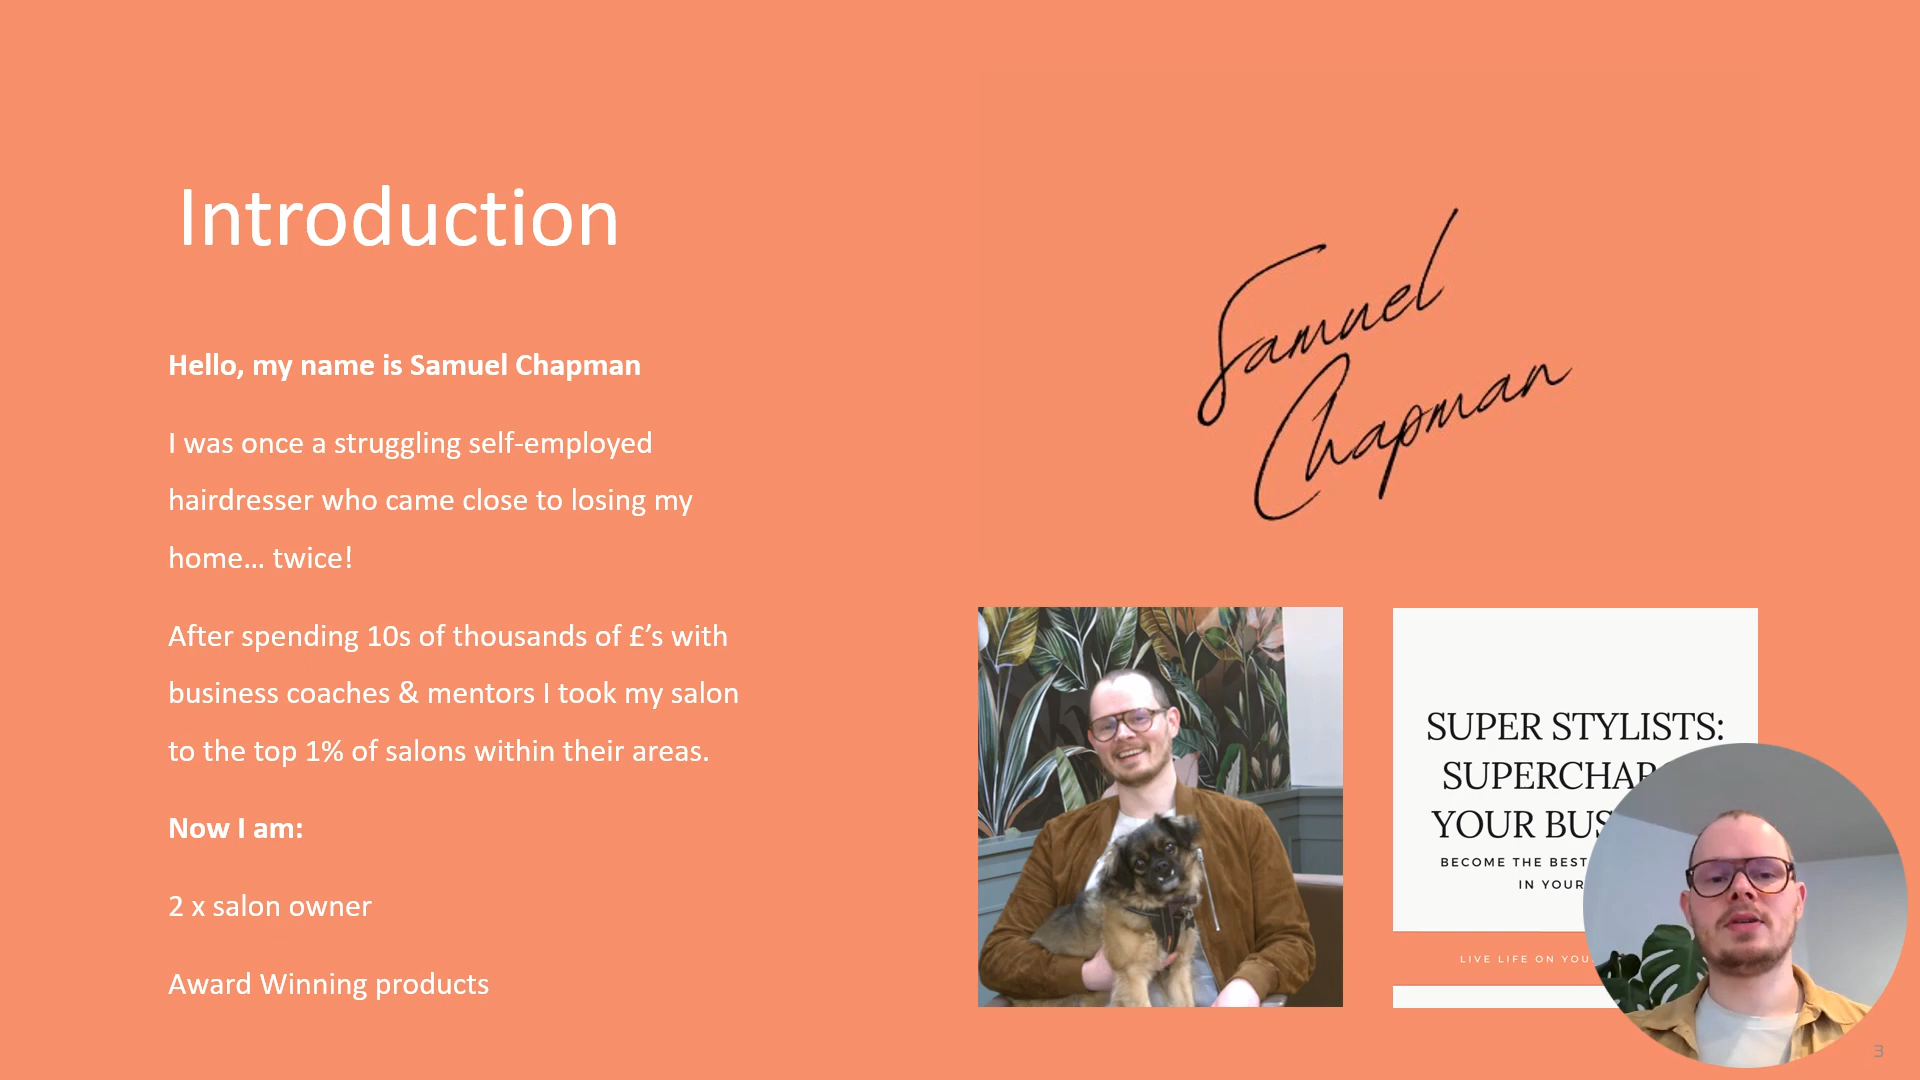 Introduction
Hello, my name is Samuel Chapman
I was once a struggling self-employed
hairdresser who came close to losing my
home... twice!
After spending 10s of thousands of £’s with
business coaches & mentors I took my salon
to the top 1% of salons within their areas.
Now I am:
2 x salon owner
Award Winning products
Samuel
Chapman
SUPER STYLISTS:
YOUR
BECOME THE BEST
IN YOUR
LIVE LIFE ON
3